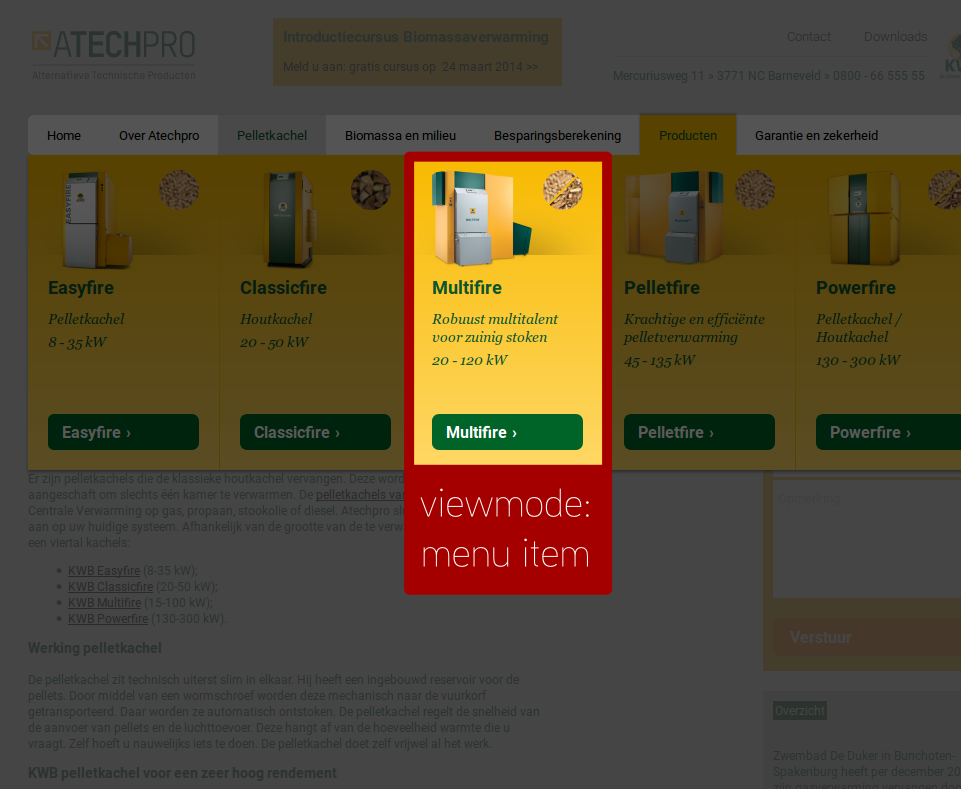 ATECHPRO
Alternatieve Technische Producten
Introductiecursus Biomassaverwarming
Meld u aan: gratis cursus op 24 maart 2014 >>
Contact Downloads
Mercuriusweg 11 » 3771 NC Barneveld » 0800 - 66 555 55
Home Over Atechpro Pelletkachel Biomassa en milieu Besparingsberekening Producten Garantie en zekerheid
EASYFIRE
Easyfire
Pelletkachel
8 - 35 kW
Easyfire ›
Classicfire
Houtkachel
20 - 50 kW
Classicfire ›
Multifire
Robuust multitalent
voor zuinig stoken
20 - 120 kW
Multifire ›
Pelletfire
Krachtige en efficiënte
pelletverwarming
45 - 135 kW
Pelletfire ›
Powerfire
Pelletkachel /
Houtkachel
130 - 300 kW
Powerfire ›
viewmode:
menu item
Er zijn pelletkachels die de klassieke houtkachel vervangen. Deze word
aangeschaft om slechts één kamer te verwarmen. De pelletkachels van
Centrale Verwarming op gas, propaan, stookolie of diesel. Atechpro slu
aan op uw huidige systeem. Afhankelijk van de grootte van de te verw
een viertal kachels:
• KWB Easyfire (8-35 kW);
• KWB Classicfire (20-50 kW);
• KWB Multifire (15-100 kW);
• KWB Powerfire (130-300 kW).
Werking pelletkachel
De pelletkachel zit technisch uiterst slim in elkaar. Hij heeft een ingebouwd reservoir voor de
pellets. Door middel van een wormschroef worden deze mechanisch naar de vuurkorf
getransporteerd. Daar worden ze automatisch ontstoken. De pelletkachel regelt de snelheid van
de aanvoer van pellets en de luchttoevoer. Deze hangt af van de hoeveelheid warmte die u
vraagt. Zelf hoeft u nauwelijks iets te doen. De pelletkachel doet zelf vrijwel al het werk.
KWB pelletkachel voor een zeer hoog rendement
Opmerking
Verstuur
Overzicht
Zwembad De Duker in Bunchoten-
Spakenburg heeft per december 20